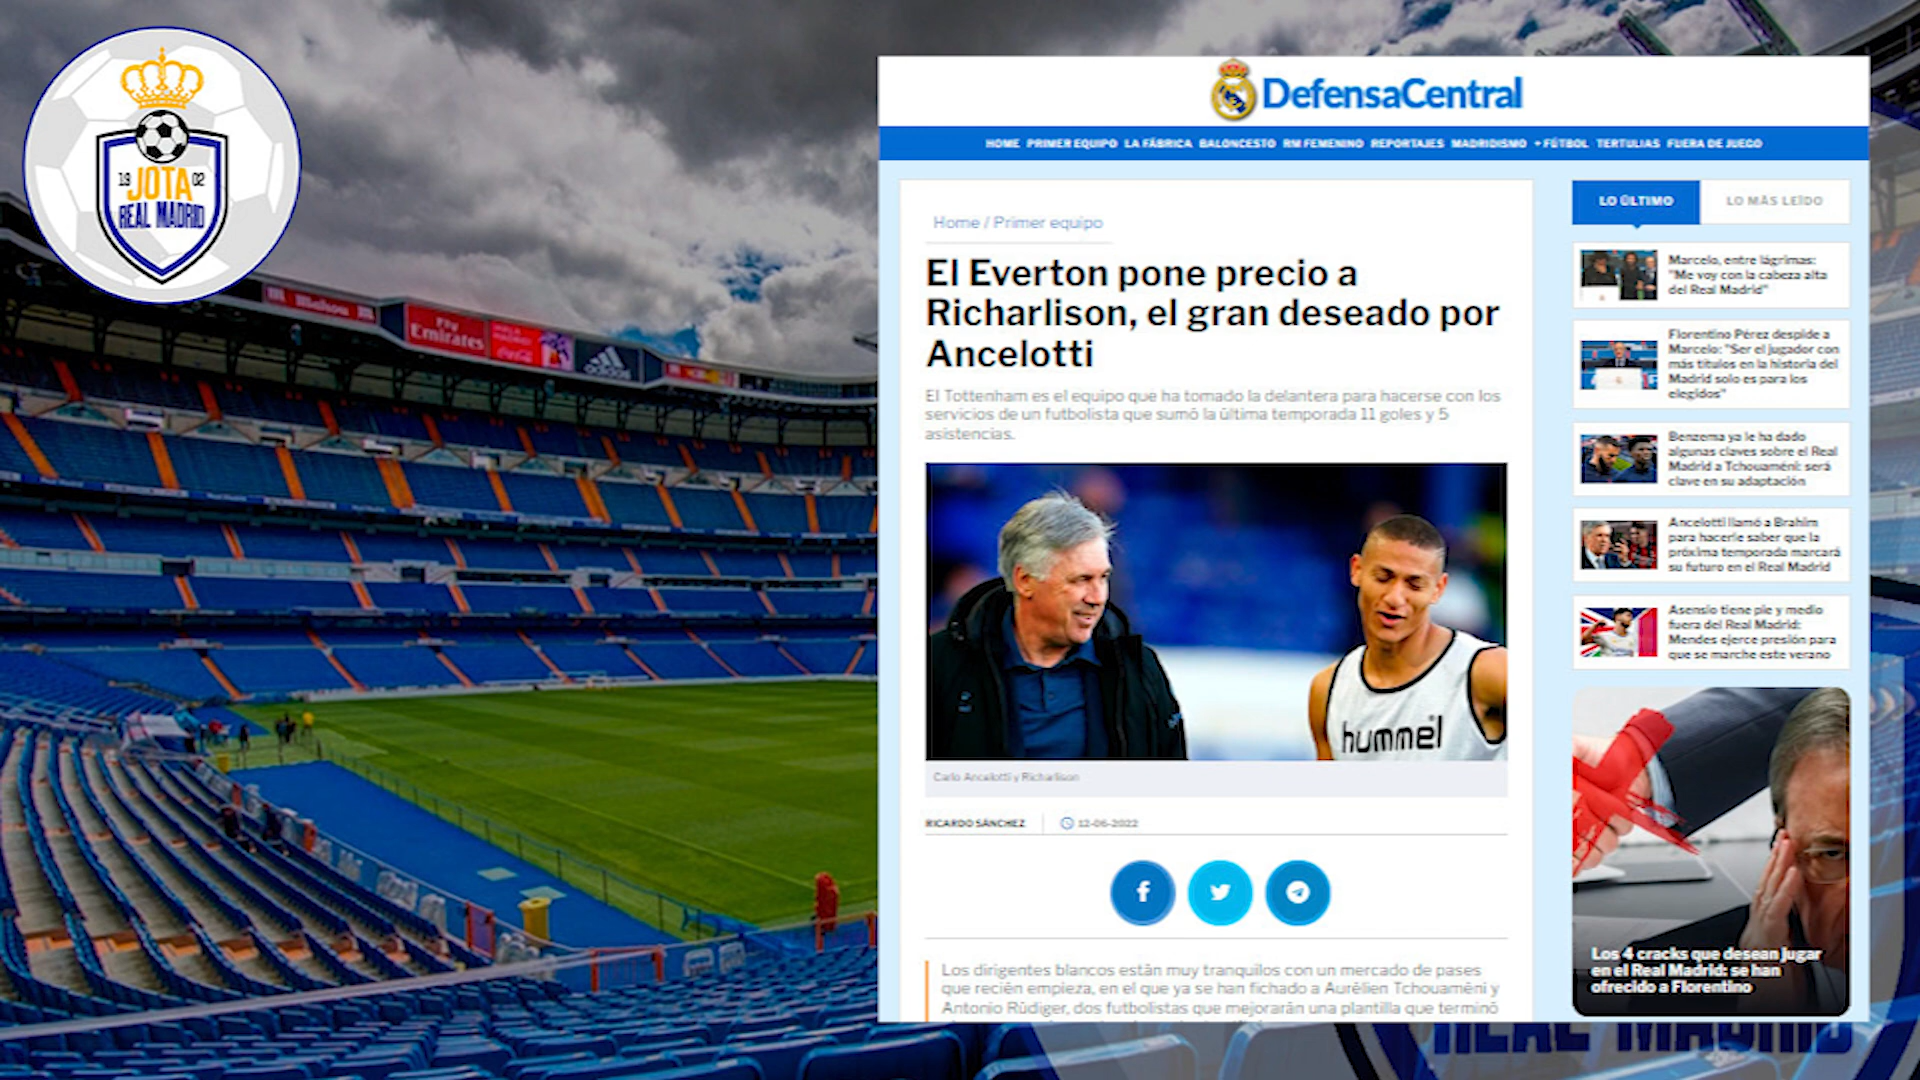 19 02
JOTA
REAL MADRID
Mahou
Fly
Emirates
adidas
DefensaCentral
HOME PRIMER EQUIPO LA FÁBRICA BALONCESTO RM FEMENINO REPORTAJES MADRIDISMO + FÚTBOL TERTULIAS FUERA DE JUEGO
Home / Primer equipo
El Everton pone precio a
Richarlison, el gran deseado por
Ancelotti
El Tottenham es el equipo que ha tomado la delantera para hacerse con los
servicios de un futbolista que sumó la última temporada 11 goles y 5
asistencias.
hummel
Carlo Ancelotti y Richarlison
RICARDO SÁNCHEZ
12-06-2022
Los dirigentes blancos están muy tranquilos con un mercado de pases
que recién empieza, en el que ya se han fichado a Aurélien Tchouaméni y
Antonio Rüdiger, dos futbolistas que mejorarán una plantilla que terminó
LO ÚLTIMO
LO MÁS LEÍDO
Marcelo, entre lágrimas:
"Me voy con la cabeza alta
del Real Madrid"
Florentino Pérez despide a
Marcelo: "Ser el jugador con
más títulos en la historia del
Madrid solo es para los
elegidos"
Benzema ya le ha dado
algunas claves sobre el Real
Madrid a Tchouaméni: será
clave en su adaptación
Ancelotti llamó a Brahim
para hacerle saber que la
próxima temporada marcará
su futuro en el Real Madrid
Asensio tiene pie y medio
fuera del Real Madrid:
Mendes ejerce presión para
que se marche este verano
Los 4 cracks que desean jugar
en el Real Madrid: se han
ofrecido a Florentino
REAL MADRID